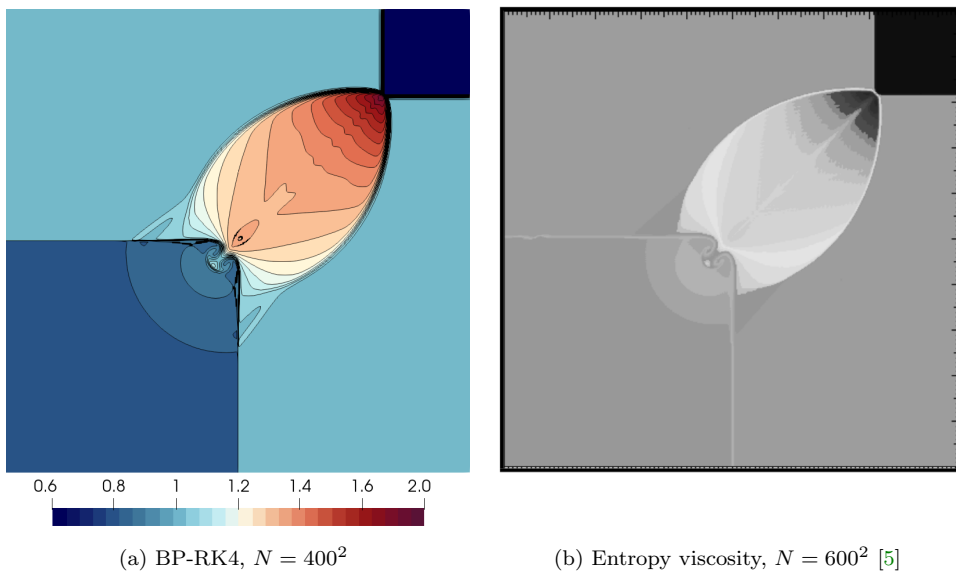 0.6 0.8 1 1.2 1.4 1.6 2.0
(a) BP-RK4, N = 400²
(b) Entropy viscosity, N = 600² [5]